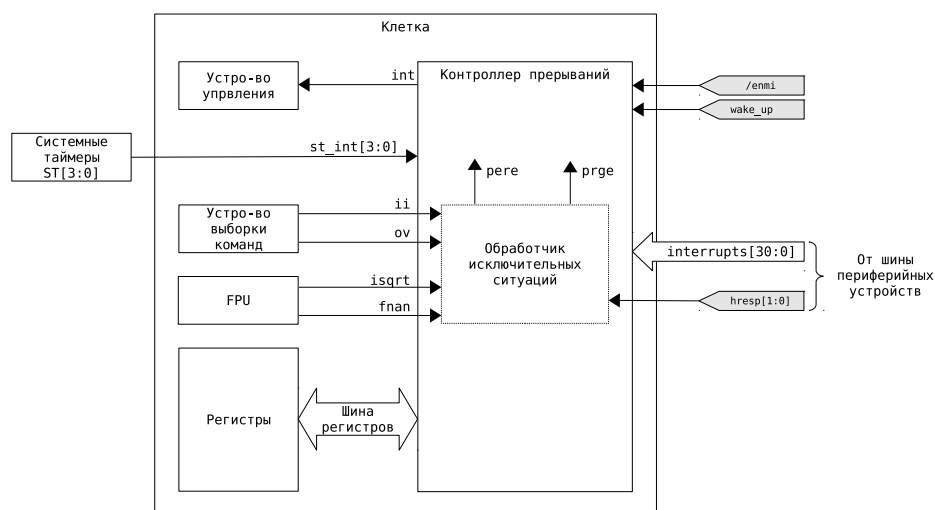 Клетка
Устро-во
упрвления
int
Контроллер прерываний
/enmi
wake_up
Системные
таймеры
ST[3:0]
st_int[3:0]
pere
prge
Устро-во
выборки
команд
ii
ov
Обработчик
исключительных
ситуаций
interrupts[30:0]
От шины
периферийных
устройств
FPU
isqrt
fnan
hresp[1:0]
Регистры
Шина
регистров